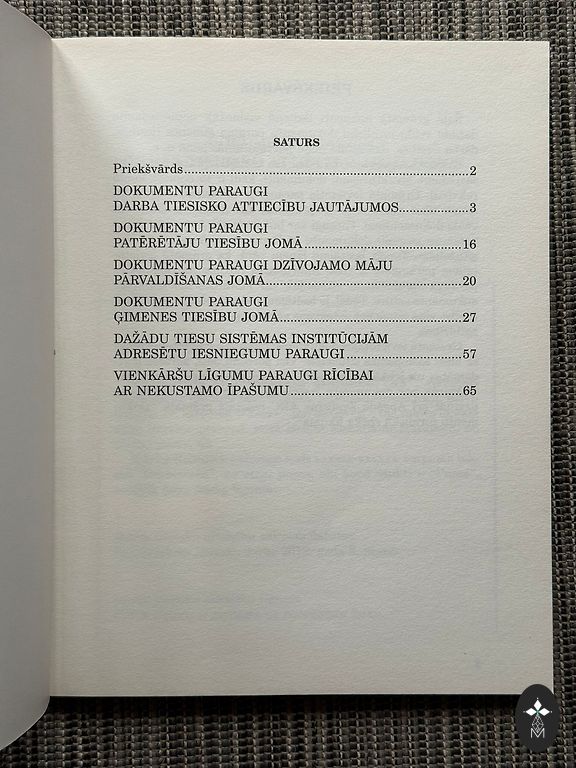 SATURS
Priekšvārds....................2
DOKUMENTU PARAUGI
DARBA TIESISKO ATTIECĪBU JAUTĀJUMOS....................3
DOKUMENTU PARAUGI
PATĒRĒTĀJU TIESĪBU JOMĀ....................16
DOKUMENTU PARAUGI DZĪVOJAMO MĀJU
PĀRVALDĪŠANAS JOMĀ....................20
DOKUMENTU PARAUGI
ĢIMENES TIESĪBU JOMĀ....................27
DAŽĀDU TIESU SISTĒMAS INSTITŪCIJĀM
ADRESĒTU IESNIEGUMU PARAUGI....................57
VIENKĀRŠU LĪGUMU PARAUGI RĪCĪBAI
AR NEKUSTAMO ĪPAŠUMU....................65